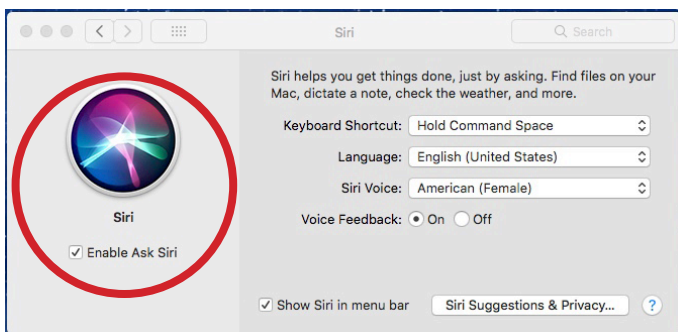 Siri
Search
Siri helps you get things done, just by asking. Find files on your
Mac, dictate a note, check the weather, and more.
Keyboard Shortcut: Hold Command Space
Language: English (United States)
Siri Voice: American (Female)
Siri
Voice Feedback: On Off
Enable Ask Siri
Show Siri in menu bar Siri Suggestions & Privacy... ?